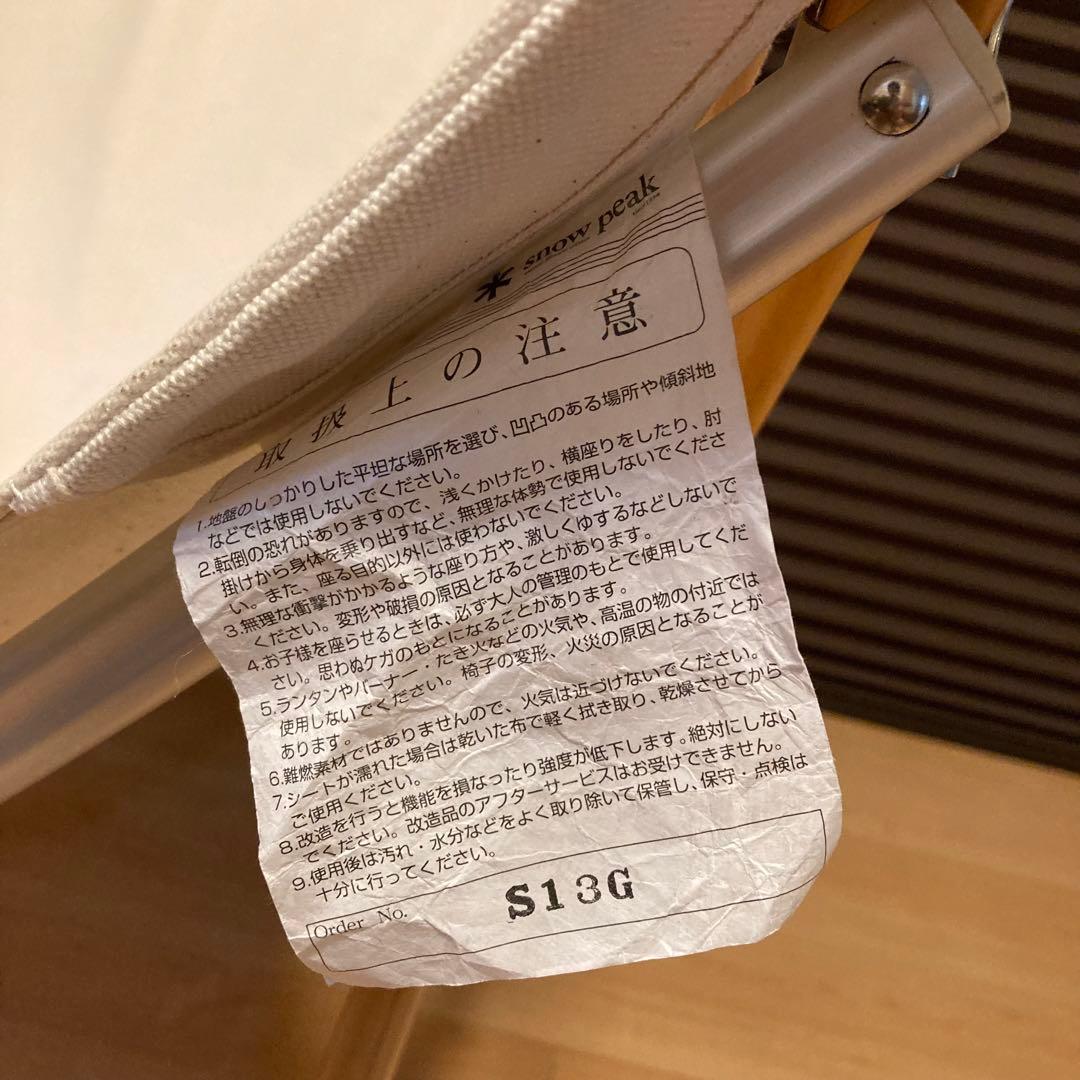 snow peak
取扱上の注意
1.地盤のしっかりした平坦な場所を選び、凹凸のある場所や傾斜地
などでは使用しないでください。
2.転倒の恐れがありますので、浅くかけたり、横座りをしたり、肘
掛けから身体を乗り出すなど、無理な体勢で使用しないでくださ
い。また、座る目的以外には使わないでください。
3.無理な衝撃がかかるような座り方や、激しくゆするなどしないで
ください。変形や破損の原因となることがあります。
4.お子様を座らせるときは、必ず大人の管理のもとで使用してくだ
さい。思わぬケガのもとになることがあります。
5.ランタンやバーナー・たき火などの火気や、高温の物の付近では
使用しないでください。椅子の変形、火災の原因となることが
あります。
6.難燃素材ではありませんので、火気は近づけないでください。
7.シートが濡れた場合は乾いた布で軽く拭き取り、乾燥させてから
ご使用ください。
8.改造を行うと機能を損なったり強度が低下します。絶対にしない
でください。改造品のアフターサービスはお受けできません。
9.使用後は汚れ・水分などをよく取り除いて保管し、保守・点検は
十分に行ってください。
Order No. S13G